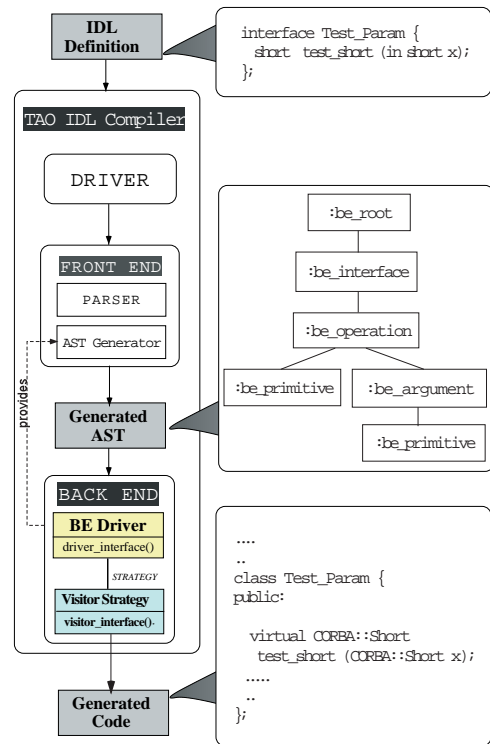 IDL
Definition
interface Test_Param {
short test_short (in short x);
};
TAO IDL Compiler
DRIVER
FRONT END
PARSER
AST Generator
provides
Generated
AST
:be_root
:be_interface
:be_operation
:be_primitive
:be_argument
:be_primitive
BACK END
BE Driver
driver_interface()
STRATEGY
Visitor Strategy
visitor_interface().
Generated
Code
....
..
class Test_Param {
public:
virtual CORBA::Short
test_short (CORBA::Short x);
.....
..
};